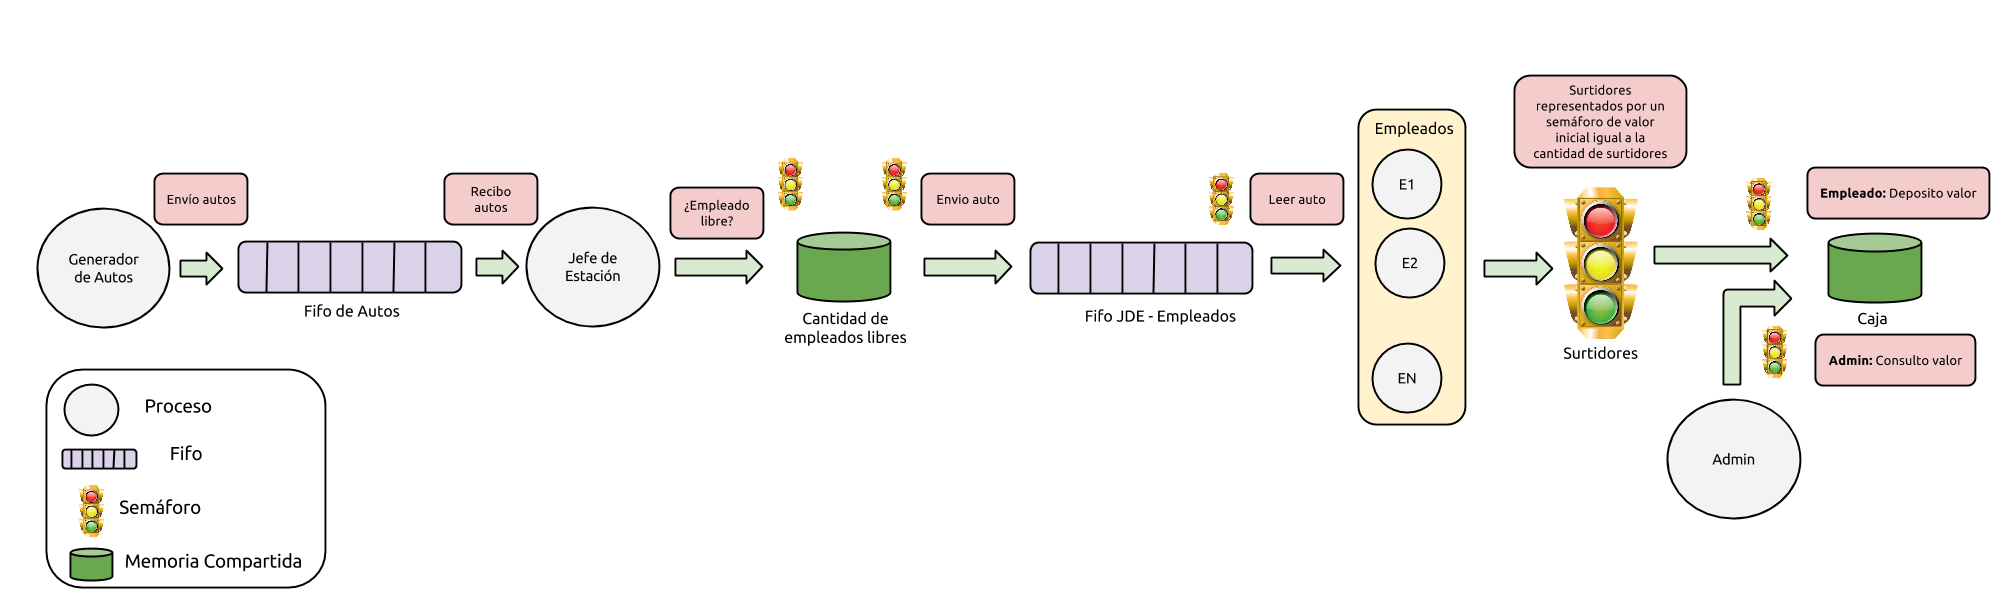 Surtidores
representados por un
semáforo de valor
inicial igual a la
cantidad de surtidores
Empleados
Envío autos
Recibo
autos
¿Empleado
libre?
Envio auto
Leer auto
E1
Empleado: Deposito valor
Generador
de Autos
Jefe de
Estación
E2
Fifo de Autos
Cantidad de
empleados libres
Fifo JDE - Empleados
Surtidores
Caja
Admin: Consulto valor
EN
Admin
Proceso
Fifo
Semáforo
Memoria Compartida